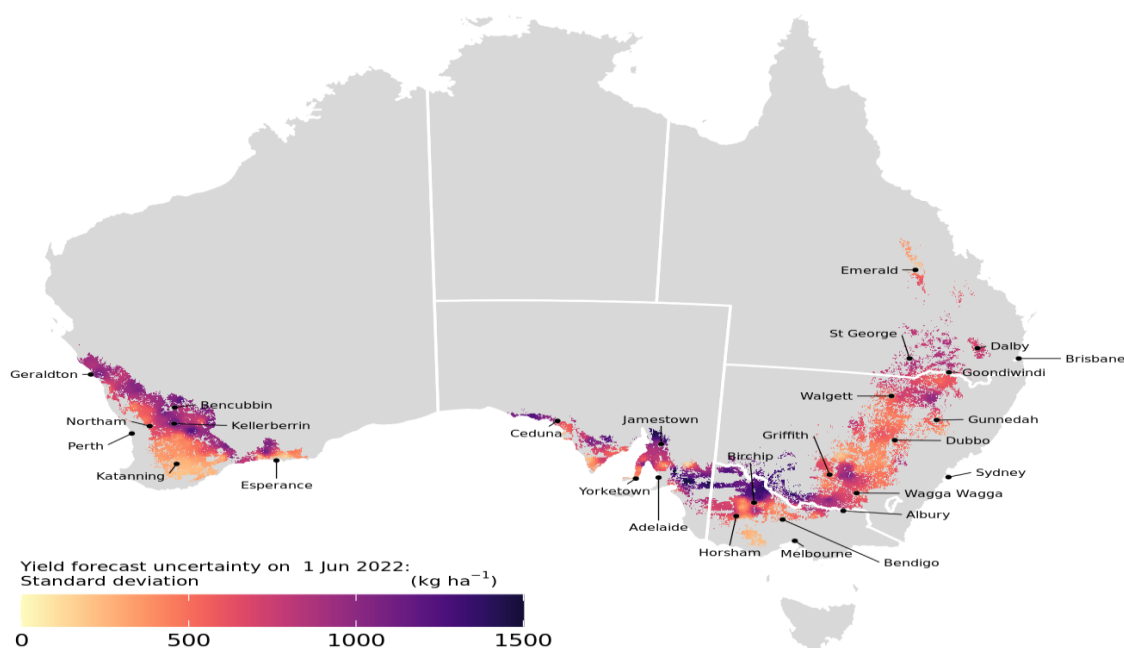 Emerald
St George
Dalby
Brisbane
Geraldton
Goondiwindi
Walgett
Bencubbin
Northam
Kellerberrin
Jamestown
Gunnedah
Perth
Ceduna
Griffith
Dubbo
Birchip
Katanning
Sydney
Esperance
Yorketown
Wagga Wagga
Albury
Adelaide
Horsham
Melbourne
Bendigo
Yield forecast uncertainty on 1 Jun 2022:
Standard deviation (kg ha⁻¹)
0 500 1000 1500